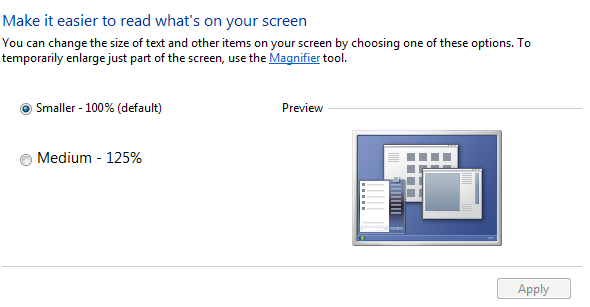 Make it easier to read what's on your screen
You can change the size of text and other items on your screen by choosing one of these options. To
temporarily enlarge just part of the screen, use the Magnifier tool.
Smaller - 100% (default)
Preview
Medium - 125%
Apply